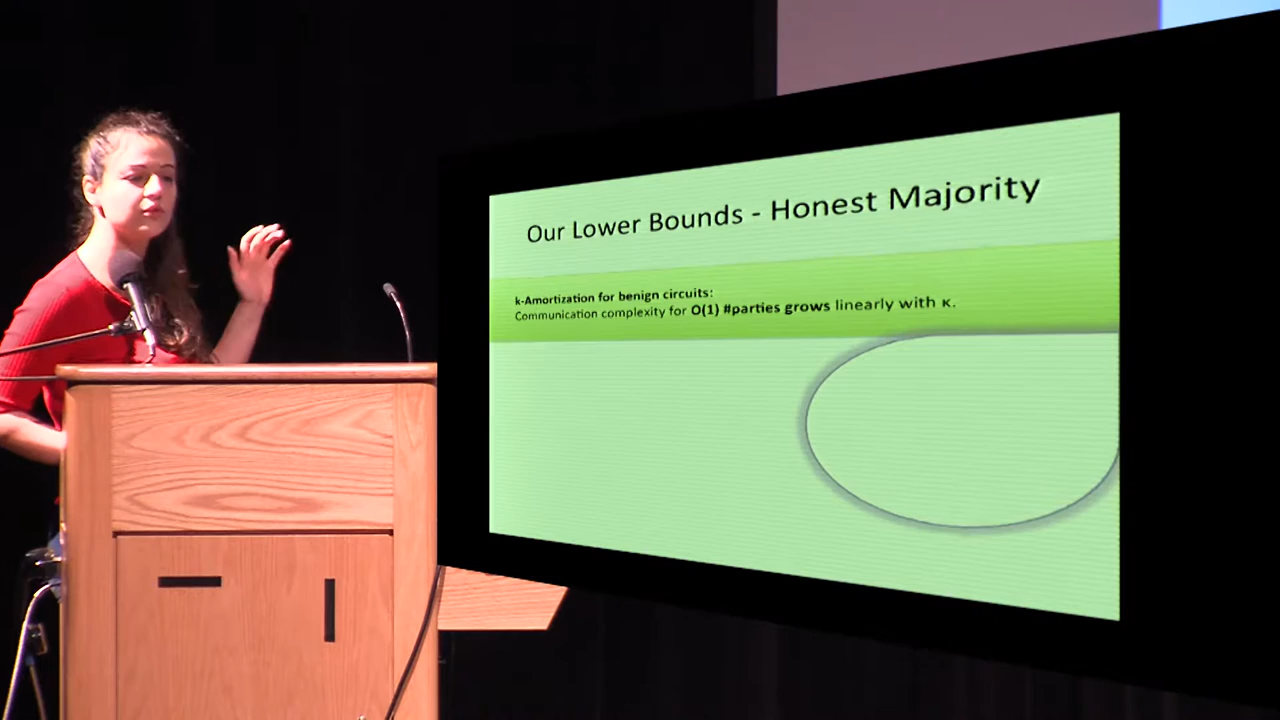 Our Lower Bounds - Honest Majority
k-Amortization for benign circuits:
Communication complexity for O(1) #parties grows linearly with κ.